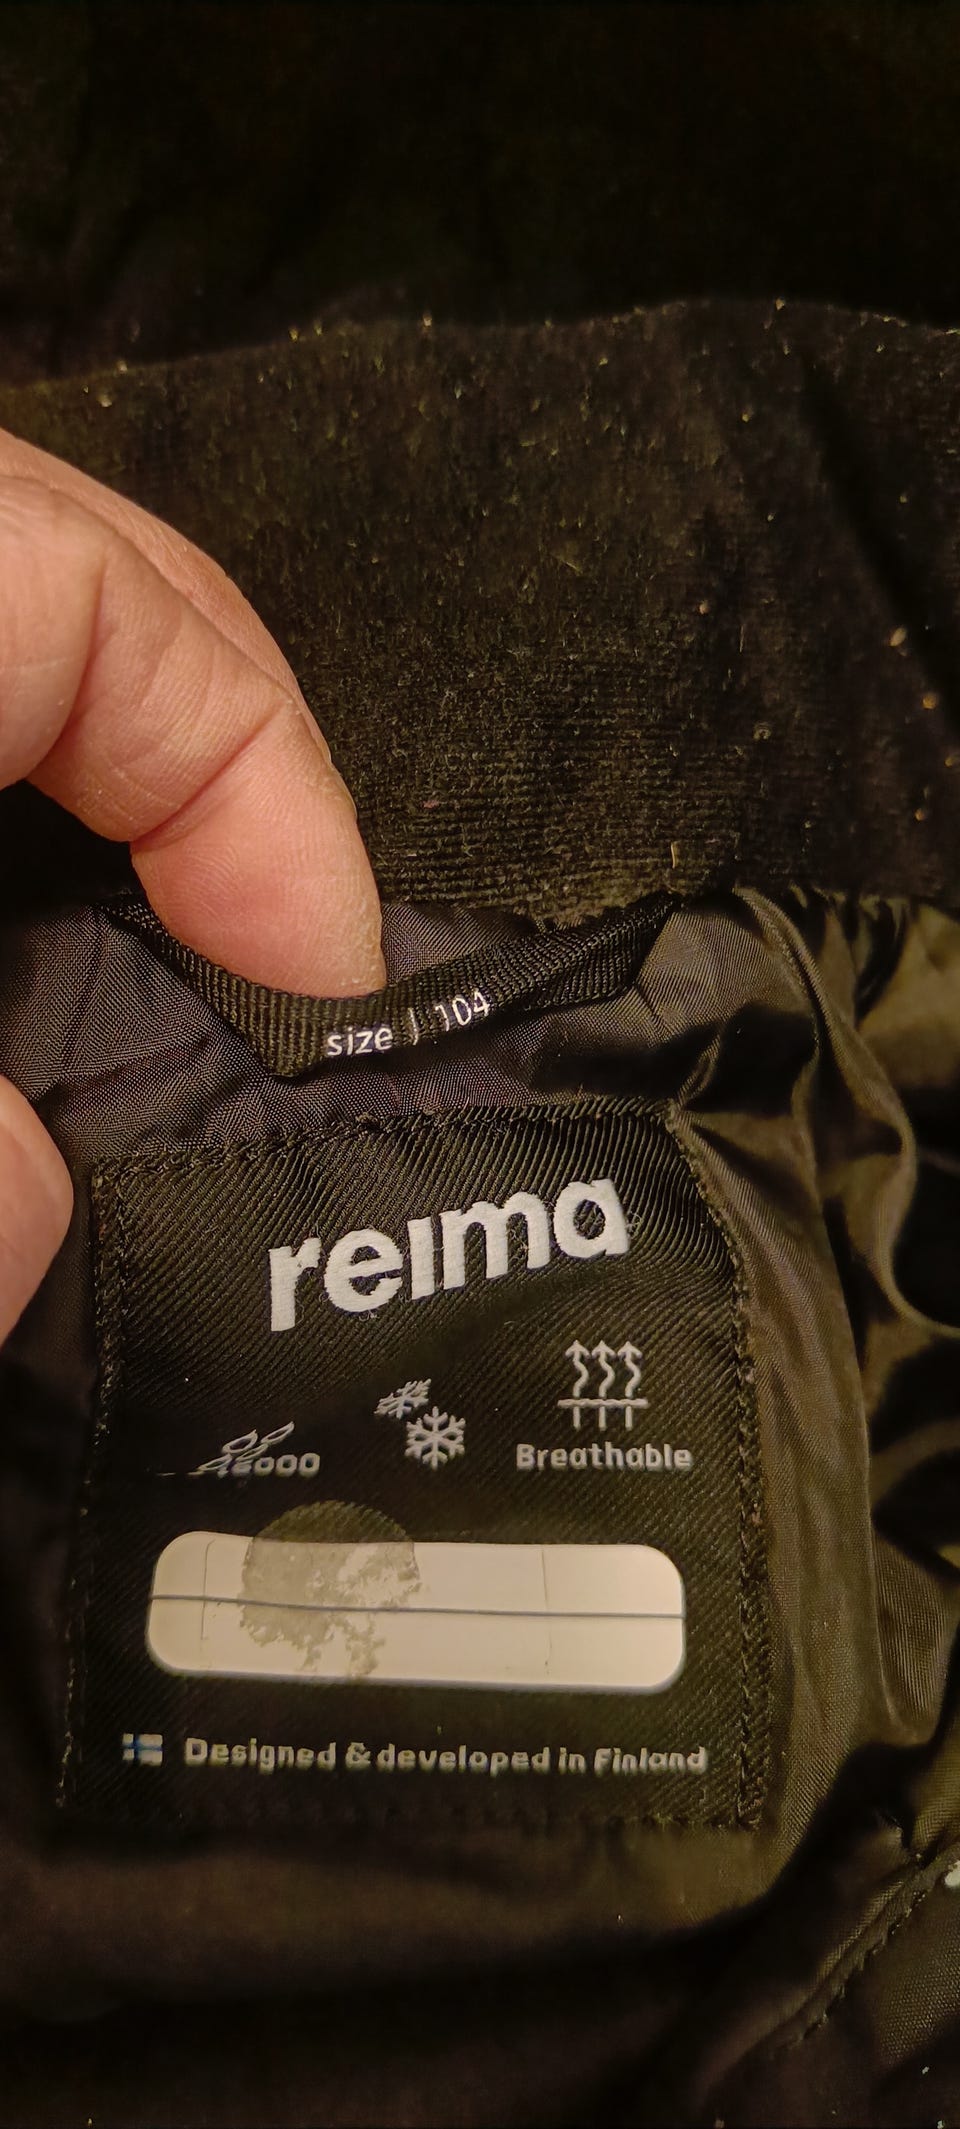 size | 104
reima
Breathable
Designed & developed in Finland